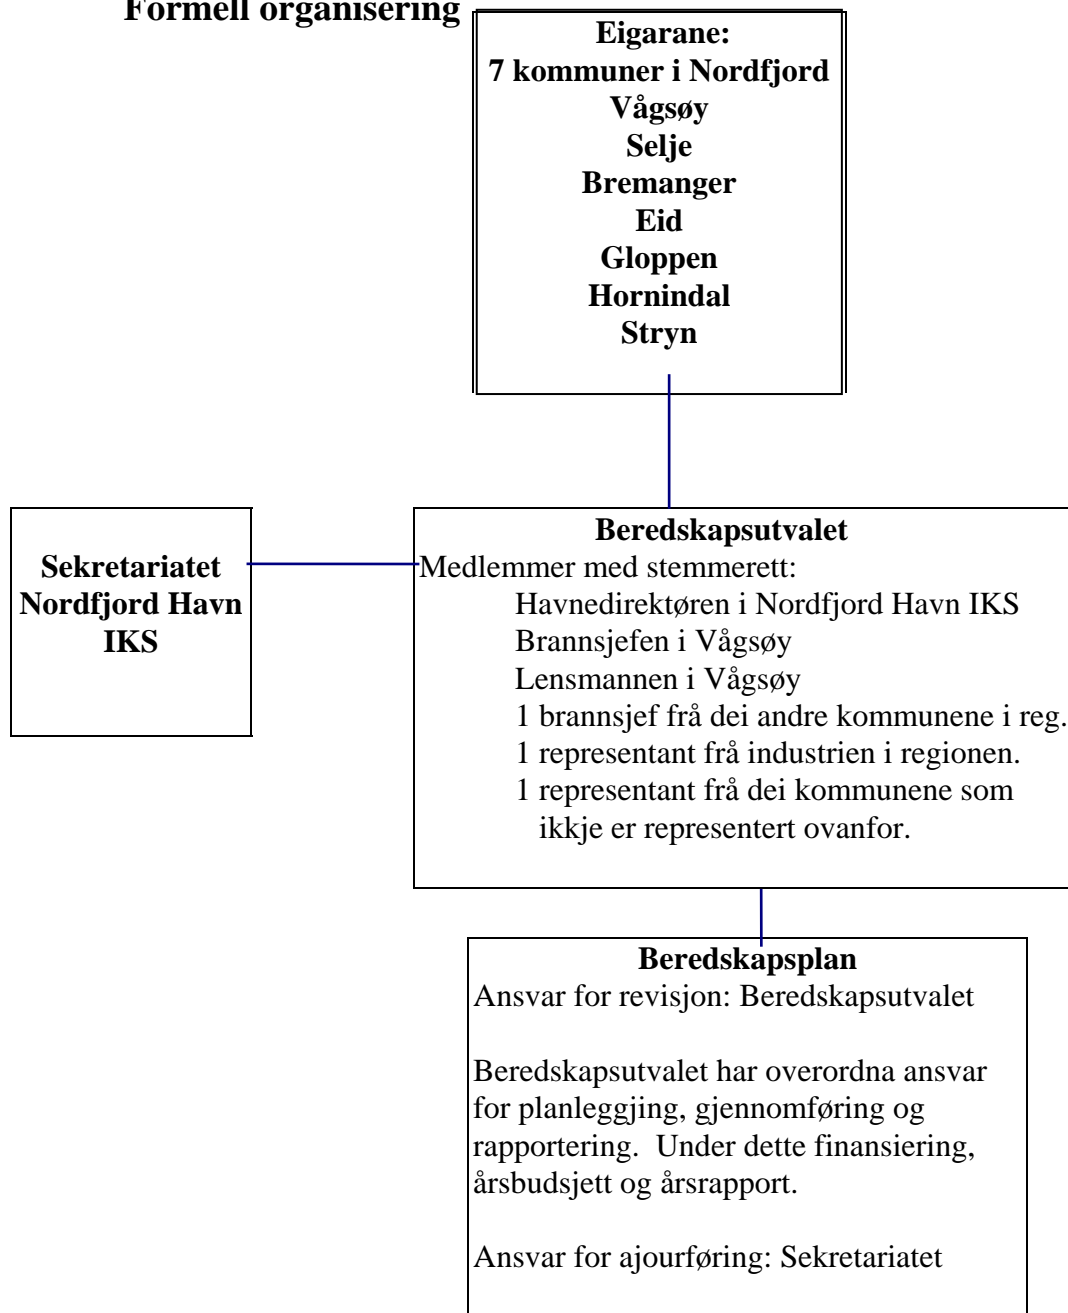 Formell organisering
Eigarane:
7 kommuner i Nordfjord
Vågsøy
Selje
Bremanger
Eid
Gloppen
Hornindal
Stryn
Sekretariatet
Nordfjord Havn
IKS
Beredskapsutvalet
Medlemmer med stemmerett:
Havnedirektøren i Nordfjord Havn IKS
Brannsjefen i Vågsøy
Lensmannen i Vågsøy
1 brannsjef frå dei andre kommunene i reg.
1 representant frå industrien i regionen.
1 representant frå dei kommunene som
ikkje er representert ovanfor.
Beredskapsplan
Ansvar for revisjon: Beredskapsutvalet
Beredskapsutvalet har overordna ansvar
for planleggjing, gjennomføring og
rapportering.  Under dette finansiering,
årsbudsjett og årsrapport.
Ansvar for ajourføring: Sekretariatet